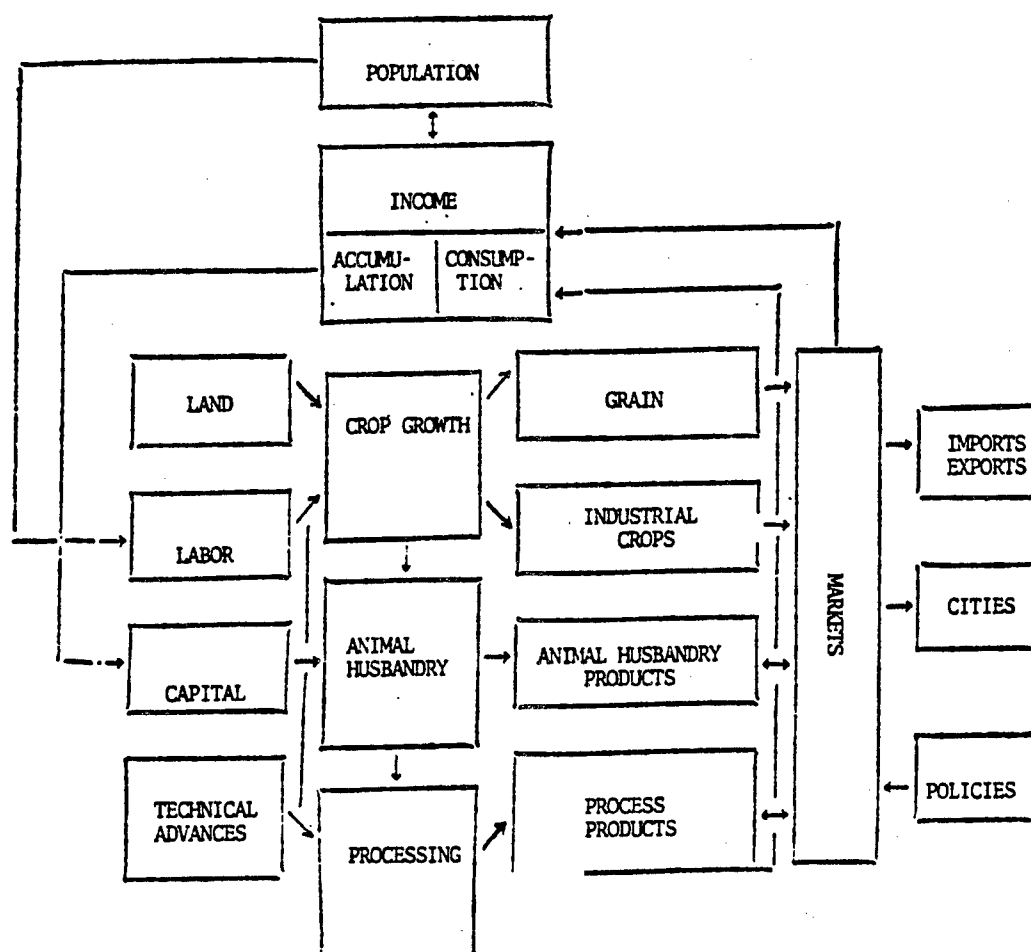 POPULATION
INCOME
ACCUMU-
LATION
CONSUMP-
TION
LAND
CROP GROWTH
GRAIN
IMPORTS
EXPORTS
LABOR
INDUSTRIAL
CROPS
MARKETS
CITIES
CAPITAL
ANIMAL
HUSBANDRY
ANIMAL HUSBANDRY
PRODUCTS
TECHNICAL
ADVANCES
PROCESSING
PROCESS
PRODUCTS
POLICIES